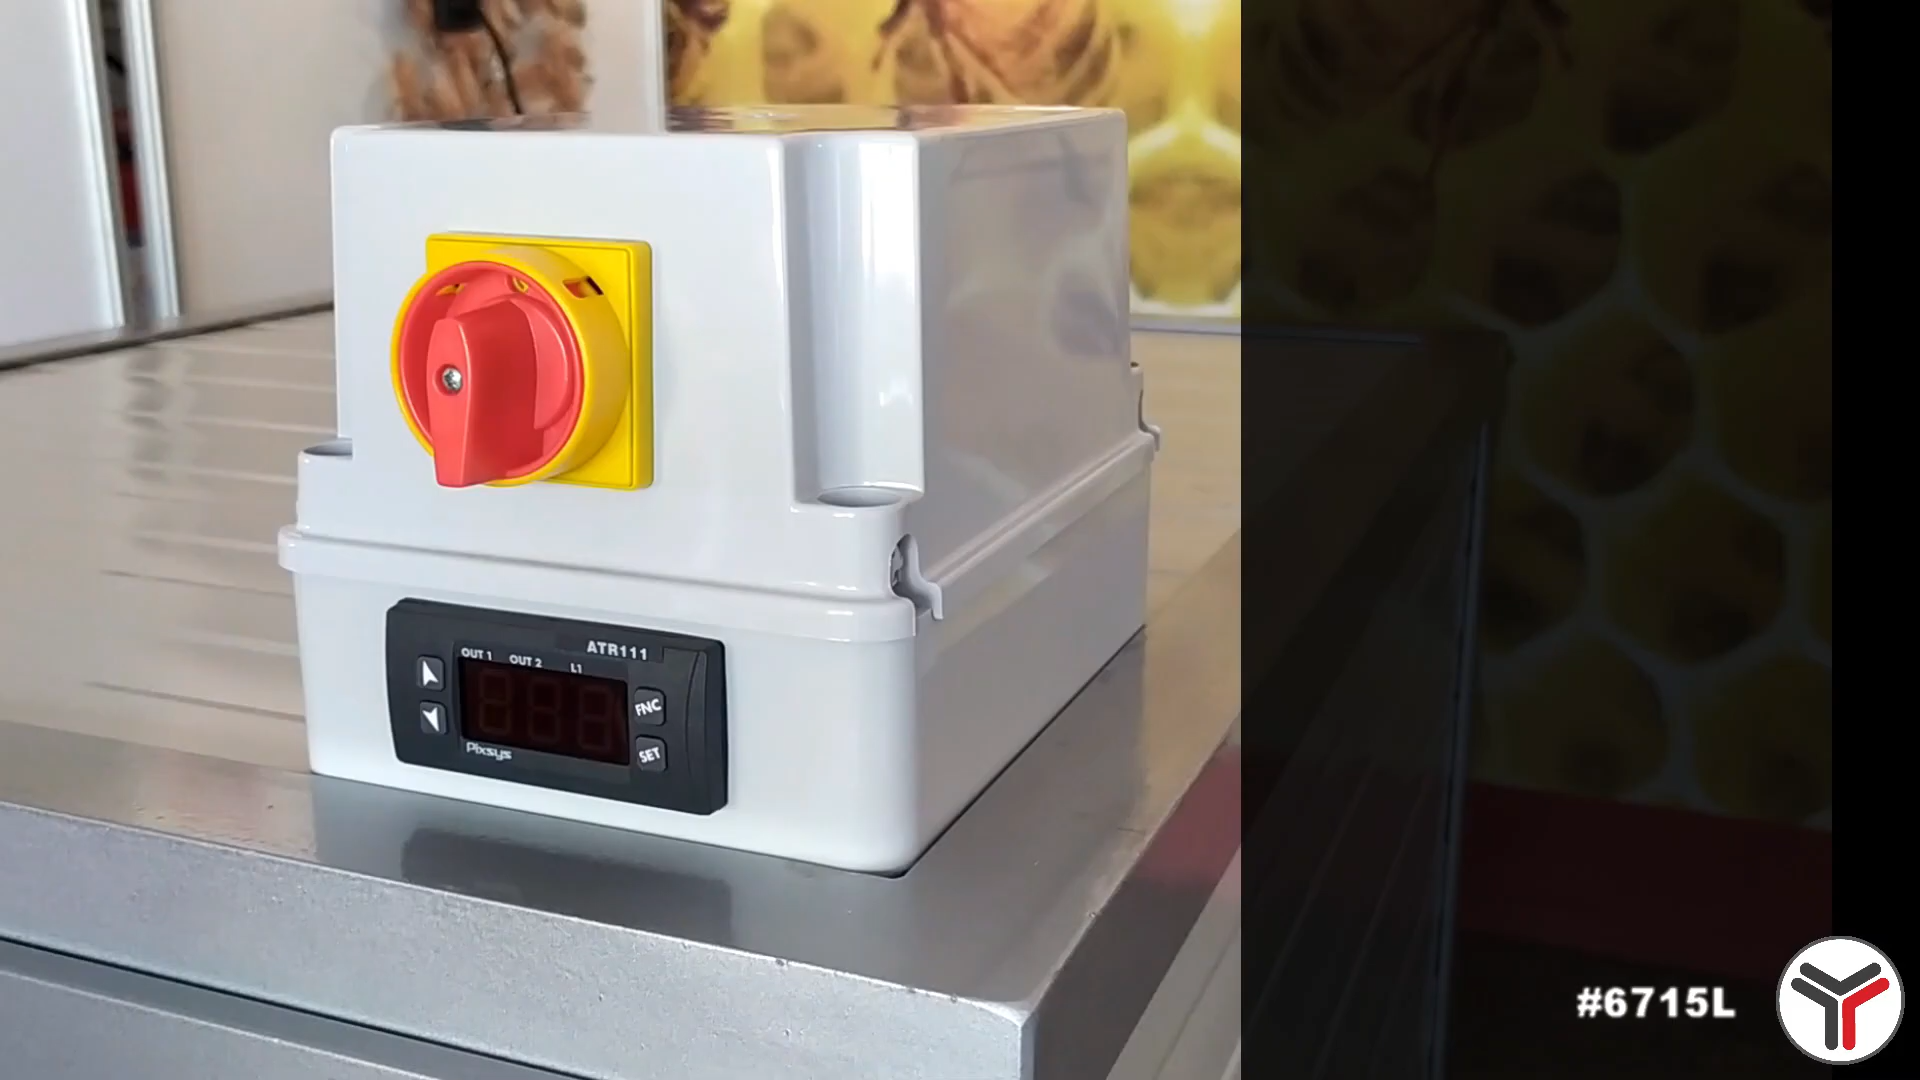 ATR111
OUT 1 OUT 2 L1
FNC
SET
Pixsys
#6715L